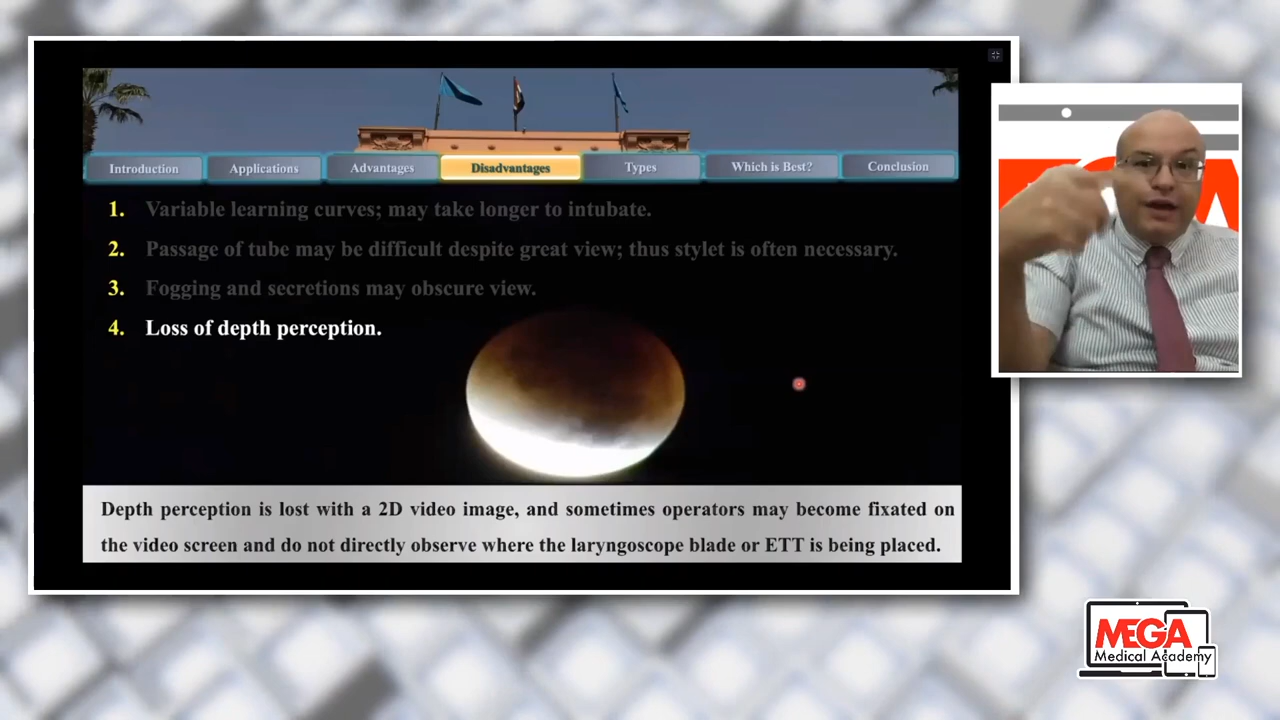 Introduction
Applications
Advantages
Disadvantages
Types
Which is Best?
Conclusion
1. Variable learning curves; may take longer to intubate.
2. Passage of tube may be difficult despite great view; thus stylet is often necessary.
3. Fogging and secretions may obscure view.
4. Loss of depth perception.
Depth perception is lost with a 2D video image, and sometimes operators may become fixated on
the video screen and do not directly observe where the laryngoscope blade or ETT is being placed.
MEGA
Medical Academy